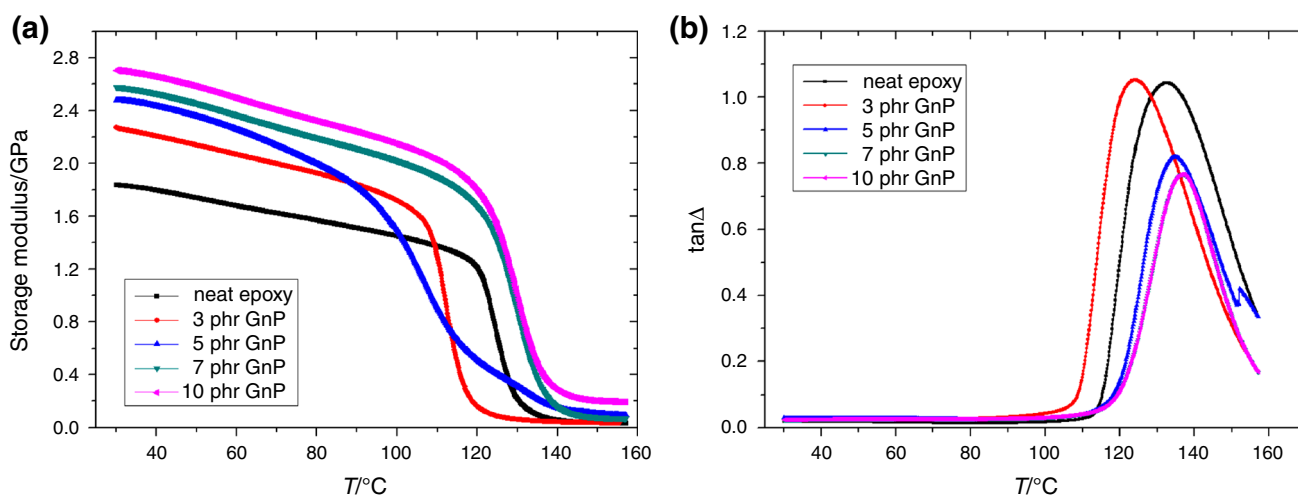 (a)
Storage modulus/GPa
2.8
2.4
2.0
1.6
1.2
0.8
0.4
0.0
neat epoxy
3 phr GnP
5 phr GnP
7 phr GnP
10 phr GnP
40 60 80 100 120 140 160
T/°C
(b)
tanΔ
1.2
1.0
0.8
0.6
0.4
0.2
0.0
neat epoxy
3 phr GnP
5 phr GnP
7 phr GnP
10 phr GnP
40 60 80 100 120 140 160
T/°C